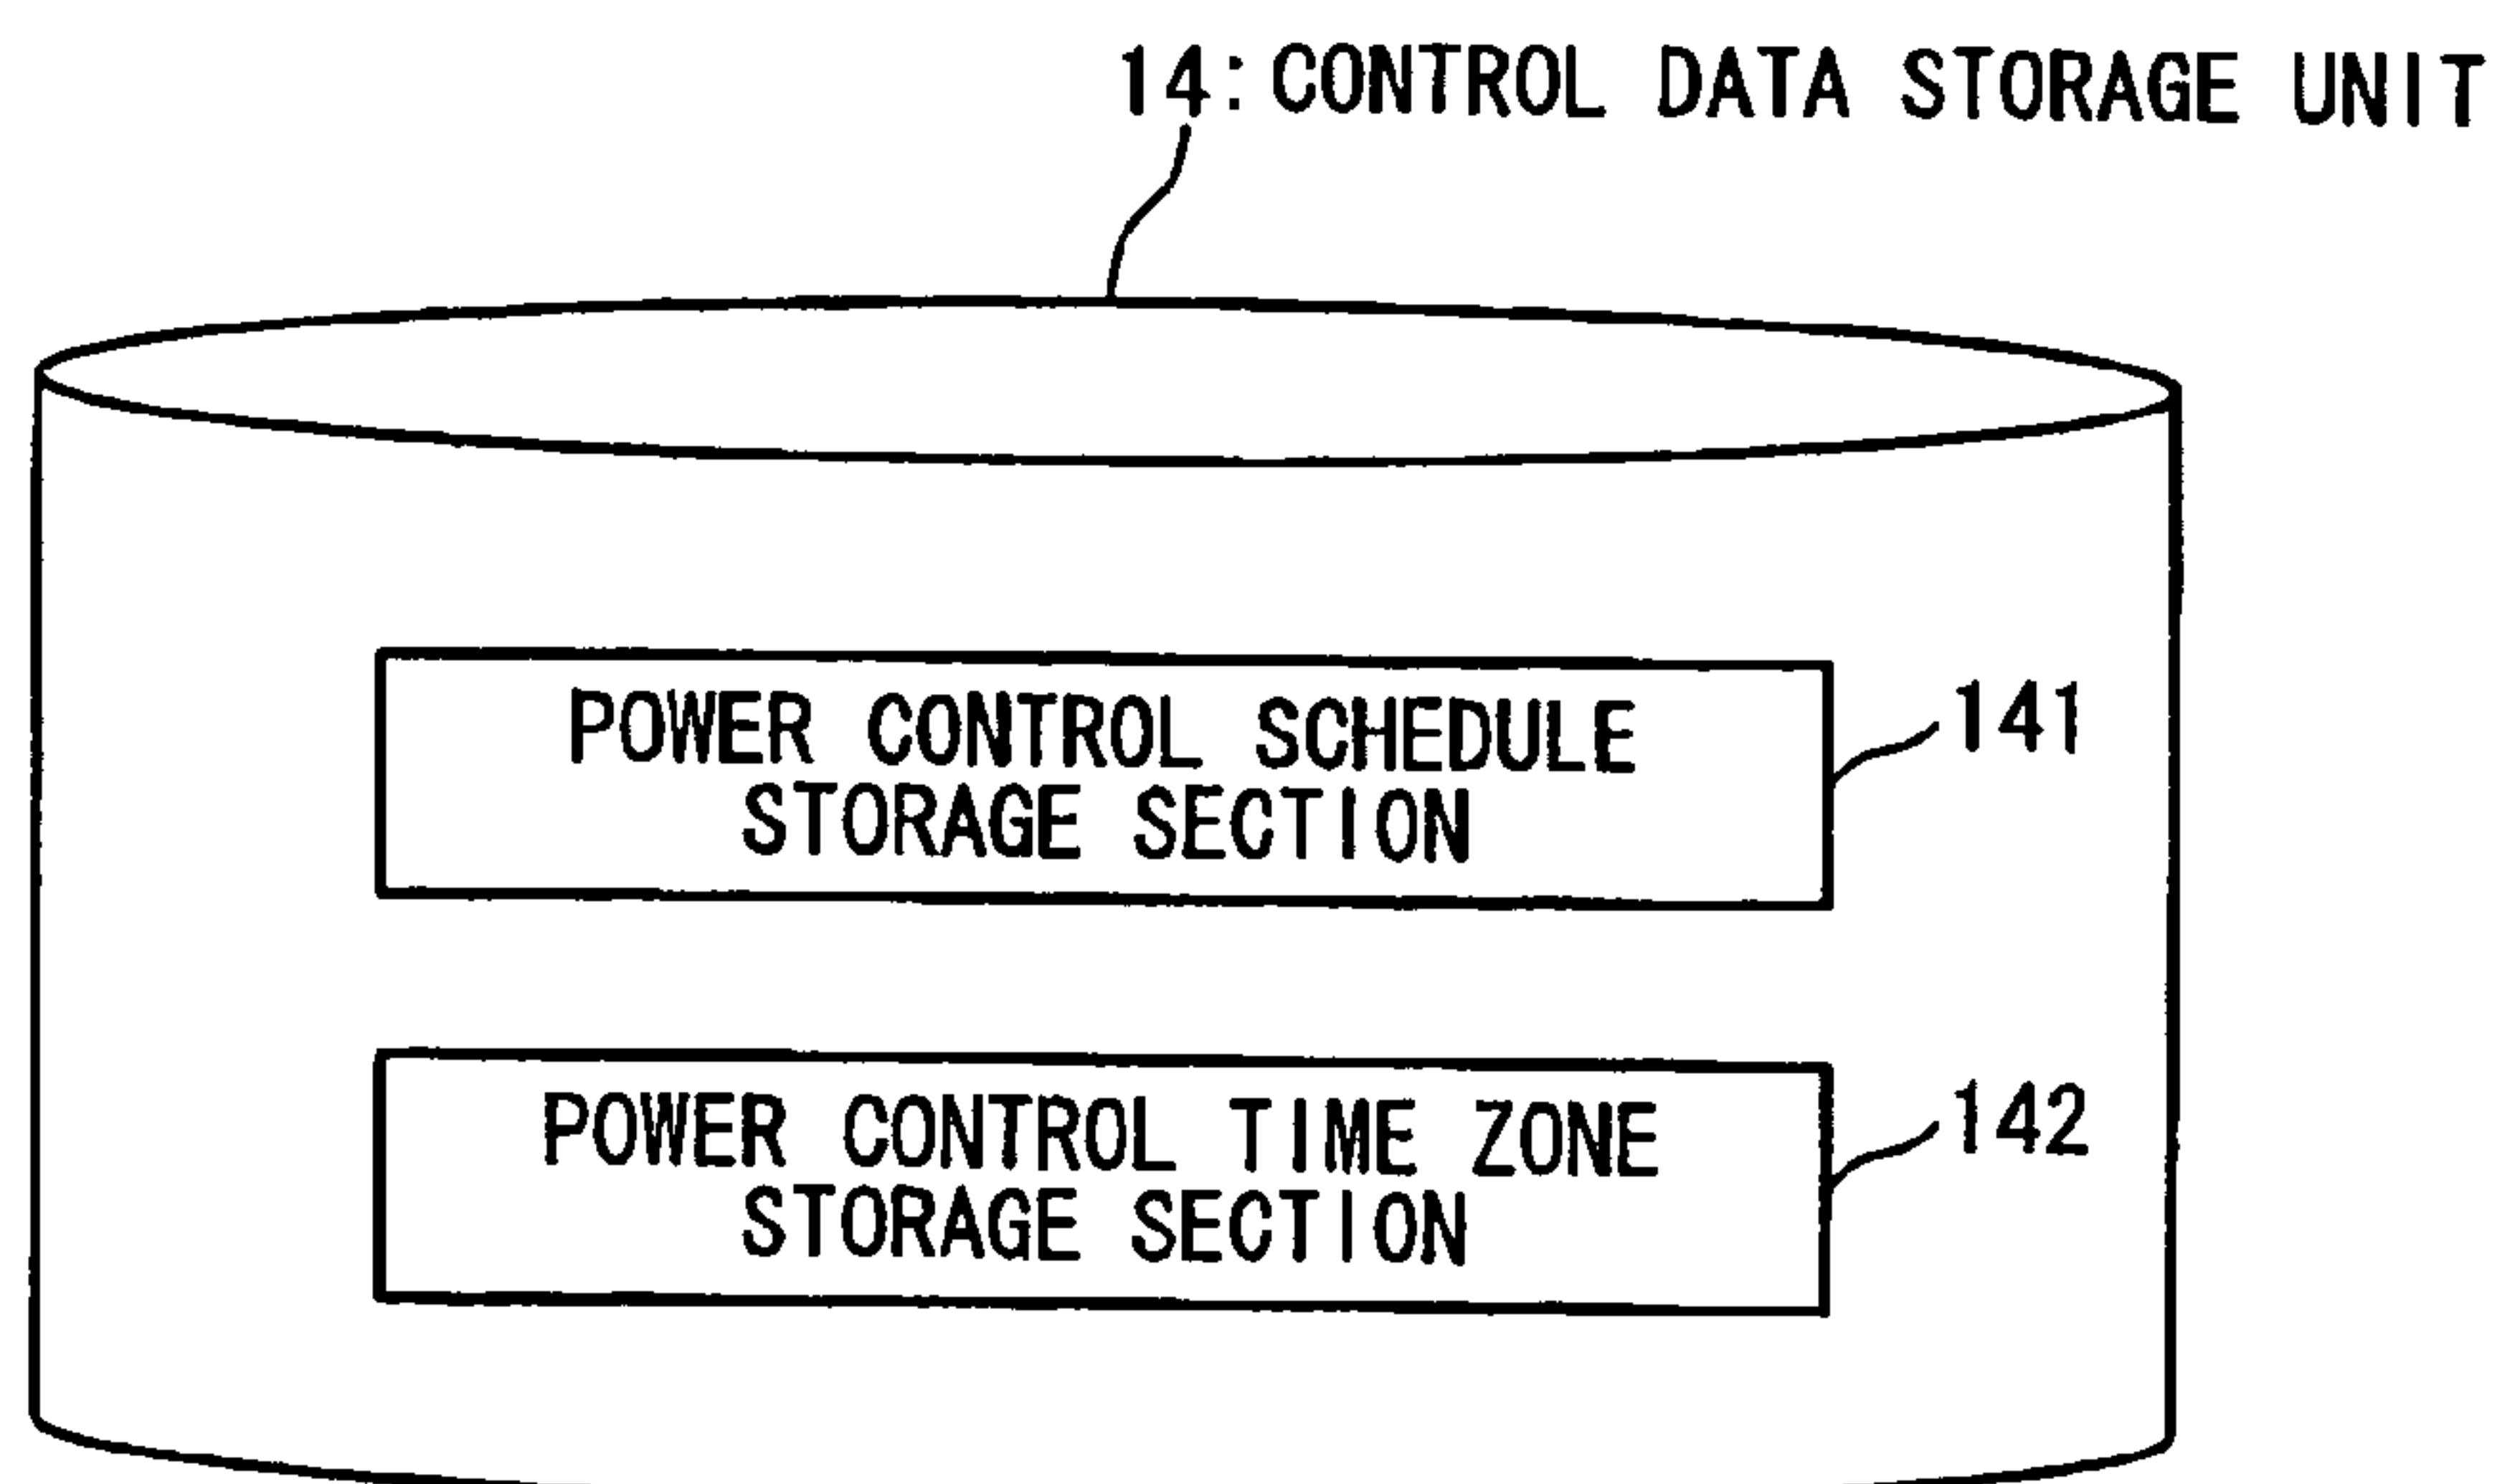 14: CONTROL DATA STORAGE UNIT
POWER CONTROL SCHEDULE
STORAGE SECTION
141
POWER CONTROL TIME ZONE
STORAGE SECTION
142